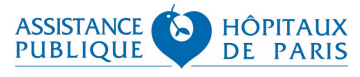 ASSISTANCE
PUBLIQUE
HÔPITAUX
DE PARIS